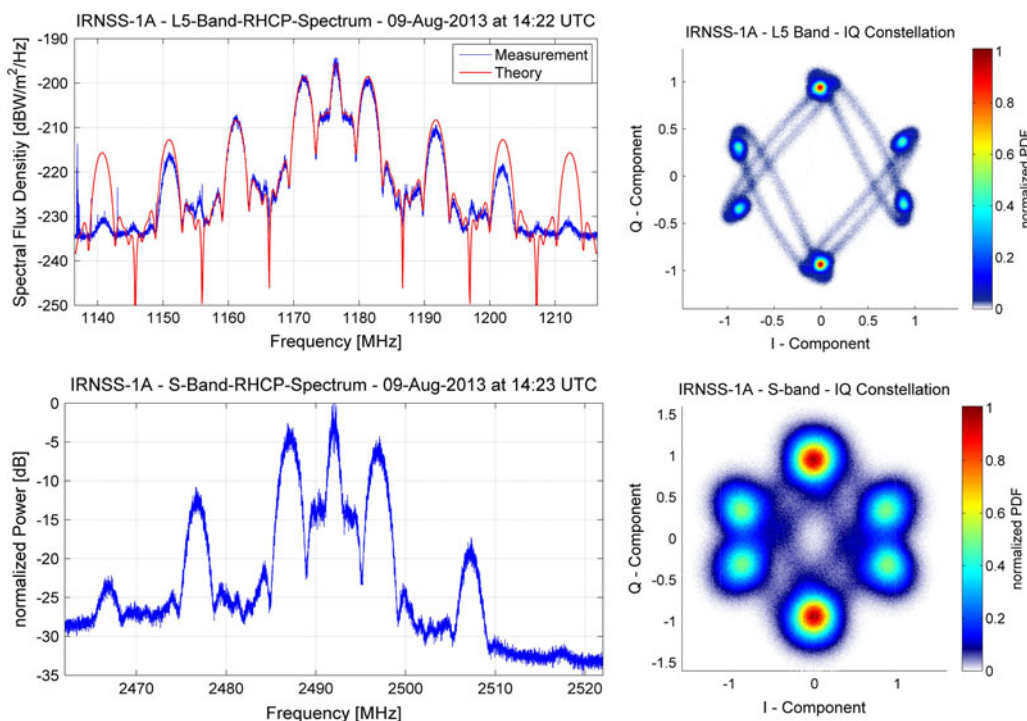 IRNSS-1A - L5-Band-RHCP-Spectrum - 09-Aug-2013 at 14:22 UTC
Spectral Flux Density [dBW/m²/Hz]
-190
-200
-210
-220
-230
-240
-250
Measurement
Theory
1140 1150 1160 1170 1180 1190 1200 1210
Frequency [MHz]
IRNSS-1A - L5 Band - IQ Constellation
Q - Component
1
0.5
0
-0.5
-1
-1 -0.5 0 0.5 1
I - Component
1
0.8
0.6
0.4
0.2
0
normalized PDF
IRNSS-1A - S-Band-RHCP-Spectrum - 09-Aug-2013 at 14:23 UTC
normalized Power [dB]
0
-5
-10
-15
-20
-25
-30
-35
2470 2480 2490 2500 2510 2520
Frequency [MHz]
IRNSS-1A - S-band - IQ Constellation
Q - Component
1.5
1
0.5
0
-0.5
-1
-1.5
-1 0 1
I - Component
1
0.8
0.6
0.4
0.2
0
normalized PDF